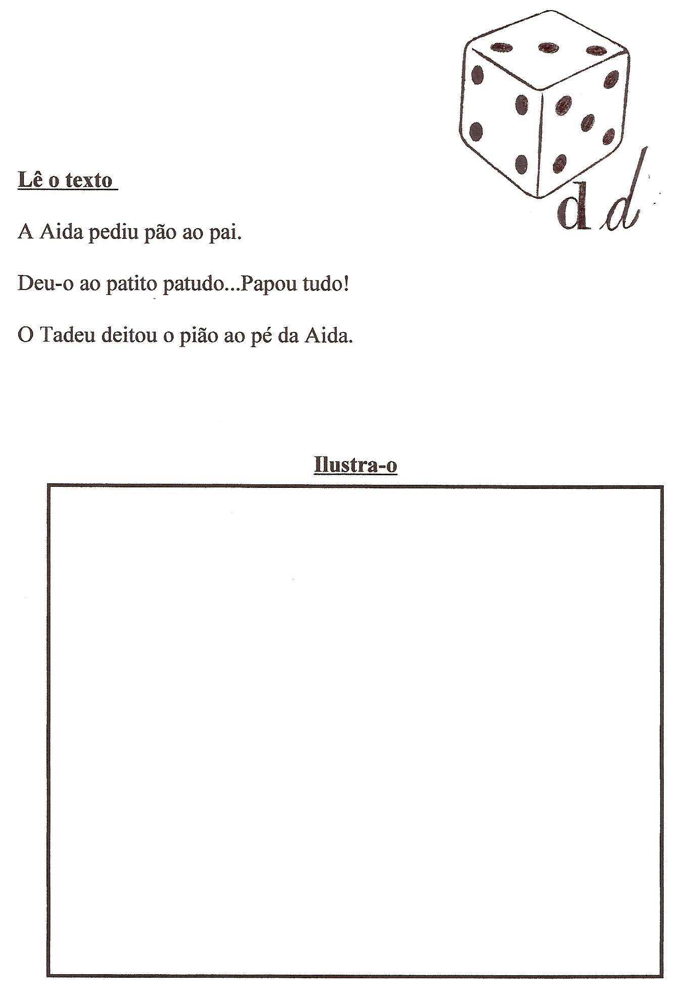 Lê o texto
d d
A Aida pediu pão ao pai.
Deu-o ao patito patudo...Papou tudo!
O Tadeu deitou o pião ao pé da Aida.
Ilustra-o